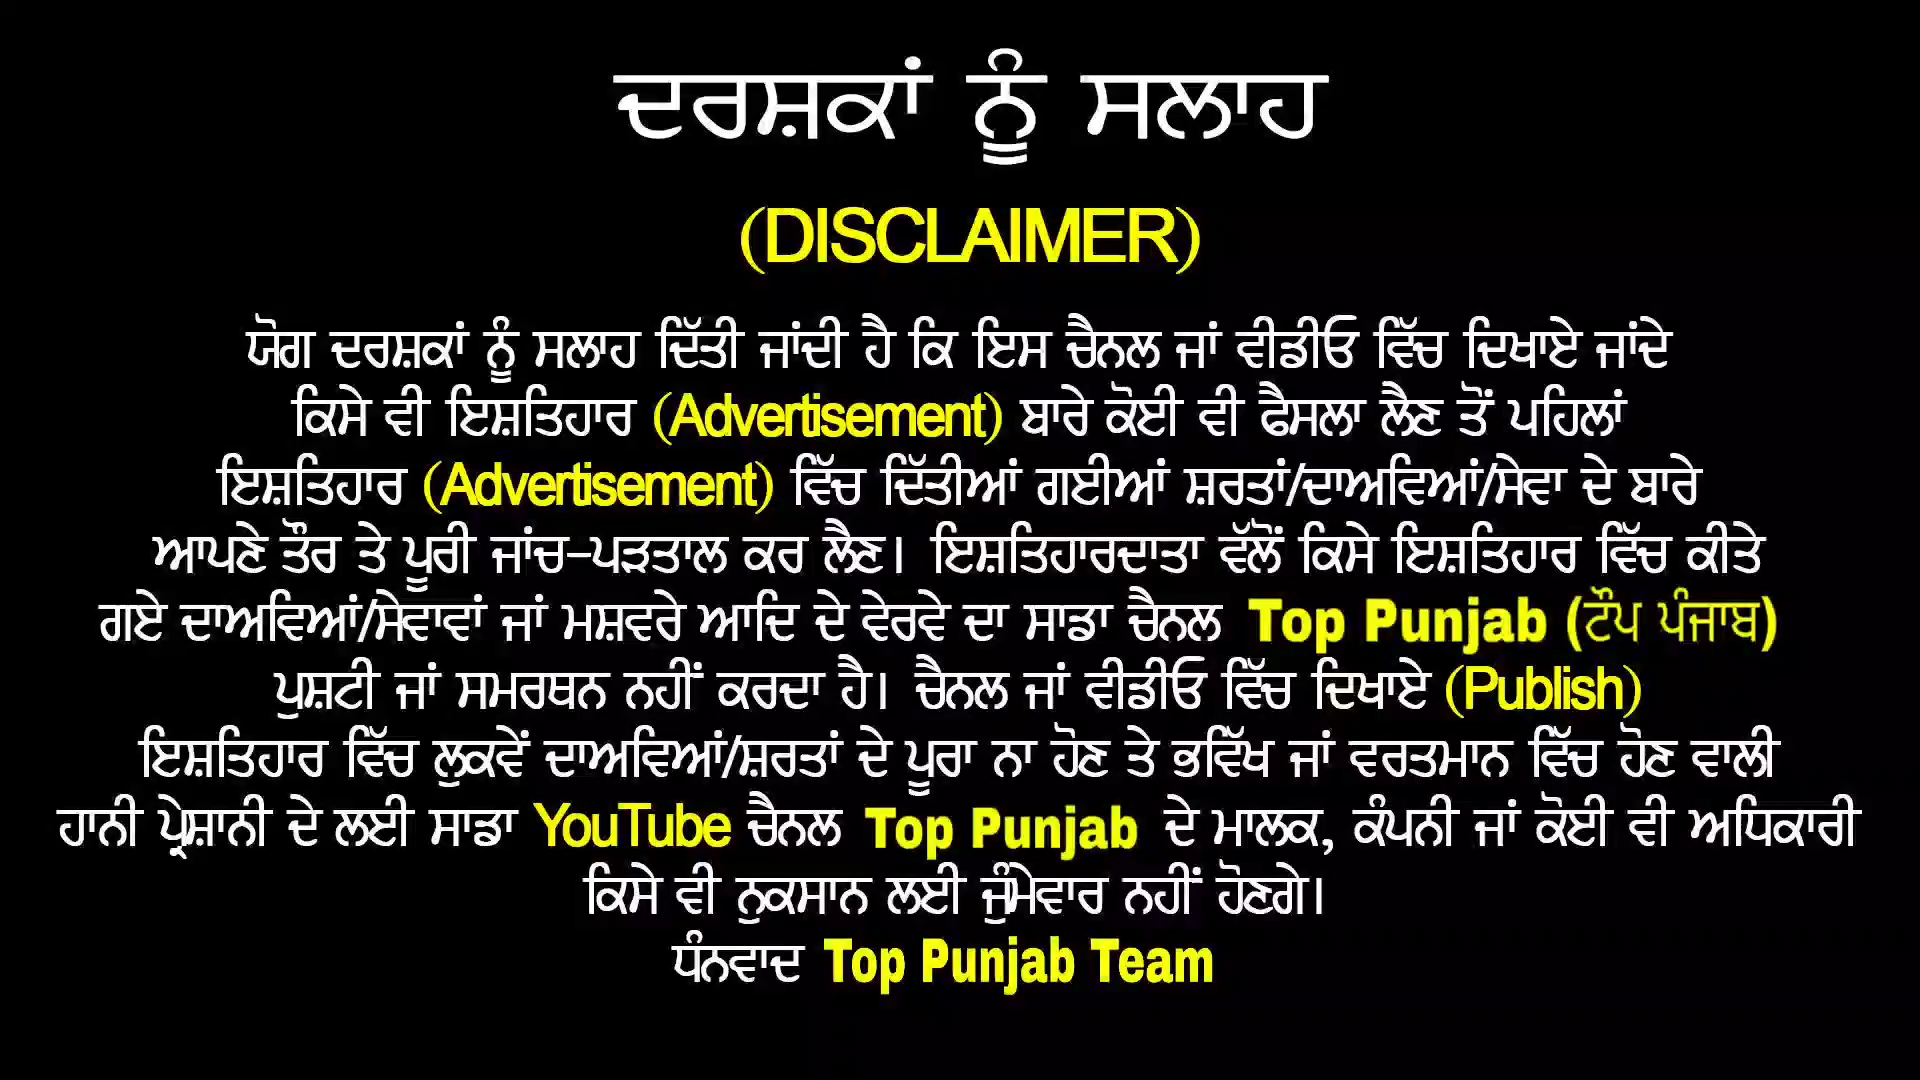 ਦਰਸ਼ਕਾਂ ਨੂੰ ਸਲਾਹ
(DISCLAIMER)
ਯੋਗ ਦਰਸ਼ਕਾਂ ਨੂੰ ਸਲਾਹ ਦਿੱਤੀ ਜਾਂਦੀ ਹੈ ਕਿ ਇਸ ਚੈਨਲ ਜਾਂ ਵੀਡੀਓ ਵਿੱਚ ਦਿਖਾਏ ਜਾਂਦੇ
ਕਿਸੇ ਵੀ ਇਸ਼ਤਿਹਾਰ (Advertisement) ਬਾਰੇ ਕੋਈ ਵੀ ਫੈਸਲਾ ਲੈਣ ਤੋਂ ਪਹਿਲਾਂ
ਇਸ਼ਤਿਹਾਰ (Advertisement) ਵਿੱਚ ਦਿੱਤੀਆਂ ਗਈਆਂ ਸ਼ਰਤਾਂ/ਦਾਅਵਿਆਂ/ਸੇਵਾ ਦੇ ਬਾਰੇ
ਆਪਣੇ ਤੌਰ ਤੇ ਪੂਰੀ ਜਾਂਚ-ਪੜਤਾਲ ਕਰ ਲੈਣ। ਇਸ਼ਤਿਹਾਰਦਾਤਾ ਵੱਲੋਂ ਕਿਸੇ ਇਸ਼ਤਿਹਾਰ ਵਿੱਚ ਕੀਤੇ
ਗਏ ਦਾਅਵਿਆਂ/ਸੇਵਾਵਾਂ ਜਾਂ ਮਸ਼ਵਰੇ ਆਦਿ ਦੇ ਵੇਰਵੇ ਦਾ ਸਾਡਾ ਚੈਨਲ Top Punjab (ਟੌਪ ਪੰਜਾਬ)
ਪੁਸ਼ਟੀ ਜਾਂ ਸਮਰਥਨ ਨਹੀਂ ਕਰਦਾ ਹੈ। ਚੈਨਲ ਜਾਂ ਵੀਡੀਓ ਵਿੱਚ ਦਿਖਾਏ (Publish)
ਇਸ਼ਤਿਹਾਰ ਵਿੱਚ ਲੁਕਵੇਂ ਦਾਅਵਿਆਂ/ਸ਼ਰਤਾਂ ਦੇ ਪੂਰਾ ਨਾ ਹੋਣ ਤੇ ਭਵਿੱਖ ਜਾਂ ਵਰਤਮਾਨ ਵਿੱਚ ਹੋਣ ਵਾਲੀ
ਹਾਨੀ ਪ੍ਰੇਸ਼ਾਨੀ ਦੇ ਲਈ ਸਾਡਾ YouTube ਚੈਨਲ Top Punjab ਦੇ ਮਾਲਕ, ਕੰਪਨੀ ਜਾਂ ਕੋਈ ਵੀ ਅਧਿਕਾਰੀ
ਕਿਸੇ ਵੀ ਨੁਕਸਾਨ ਲਈ ਜੁੰਮੇਵਾਰ ਨਹੀਂ ਹੋਣਗੇ।
ਧੰਨਵਾਦ Top Punjab Team